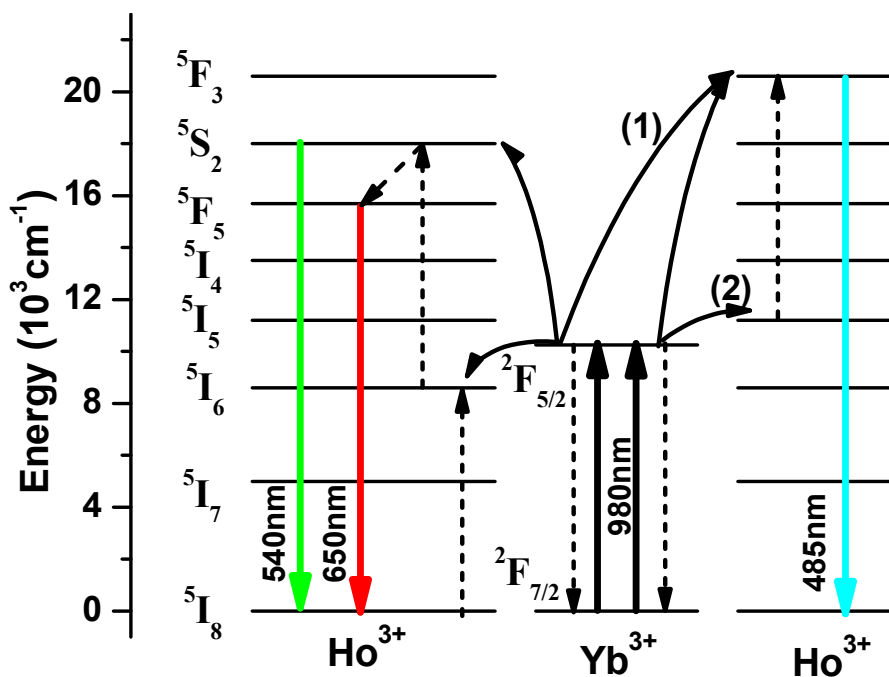 Energy (10³cm⁻¹)
20
16
12
8
4
0
⁵F₃
⁵S₂
⁵F₅
⁵I₄
⁵I₅
⁵I₆
⁵I₇
⁵I₈
540nm
650nm
Ho³⁺
(1)
(2)
²F₅/₂
980nm
²F₇/₂
Yb³⁺
485nm
Ho³⁺